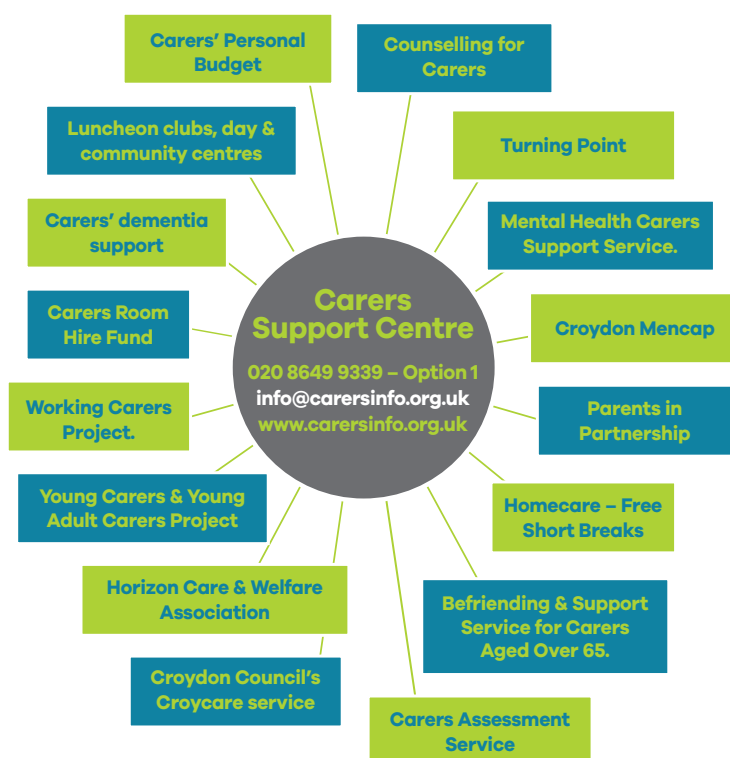 Carers' Personal
Budget
Counselling for
Carers
Luncheon clubs, day &
community centres
Turning Point
Carers' dementia
support
Mental Health Carers
Support Service.
Carers Room
Hire Fund
Carers
Support Centre
020 8649 9339 – Option 1
info@carersinfo.org.uk
www.carersinfo.org.uk
Croydon Mencap
Working Carers
Project.
Parents in
Partnership
Young Carers & Young
Adult Carers Project
Homecare – Free
Short Breaks
Horizon Care & Welfare
Association
Befriending & Support
Service for Carers
Aged Over 65.
Croydon Council's
Croycare service
Carers Assessment
Service